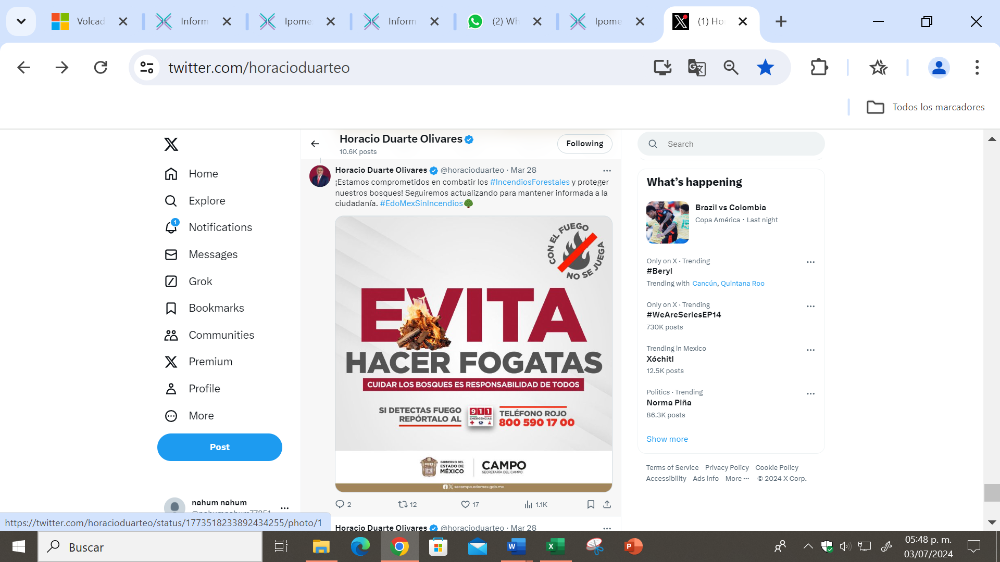 Volcad
Inform
Ipome
Inform
(2) Wh
Ipome
(1) Ho
twitter.com/horacioduarteo
Todos los marcadores
Home
Explore
1
Notifications
Messages
Grok
Bookmarks
Communities
Premium
Profile
More
Post
nahum nahum
https://twitter.com/horacioduarteo/status/1773518233892434255/photo/1
Horacio Duarte Olivares
10.6K posts
Following
Horacio Duarte Olivares @horacioduarteo · Mar 28
¡Estamos comprometidos en combatir los #IncendiosForestales y proteger
nuestros bosques! Seguiremos actualizando para mantener informada a la
ciudadanía. #EdoMexSinIncendios
CON EL FUEGO
NO SE JUEGA
EVITA
HACER FOGATAS
CUIDAR LOS BOSQUES ES RESPONSABILIDAD DE TODOS
SI DETECTAS FUEGO
REPÓRTALO AL
911
EMERGENCIAS
TELÉFONO ROJO
800 590 17 00
GOBIERNO DEL
ESTADO DE
MÉXICO
CAMPO
SECRETARÍA DEL CAMPO
secampo.edomex.gob.mx
2 12 17 1.1K
Horacio Duarte Olivares @horacioduarteo · Mar 28
Search
What's happening
Brazil vs Colombia
Copa América · Last night
15
Only on X · Trending
#Beryl
Trending with Cancún, Quintana Roo
Only on X · Trending
#WeAreSeriesEP14
730K posts
Trending in Mexico
Xóchitl
12.5K posts
Politics · Trending
Norma Piña
86.3K posts
Show more
Terms of Service Privacy Policy Cookie Policy
Accessibility Ads info More ··· © 2024 X Corp.
Buscar
05:48 p. m.
03/07/2024